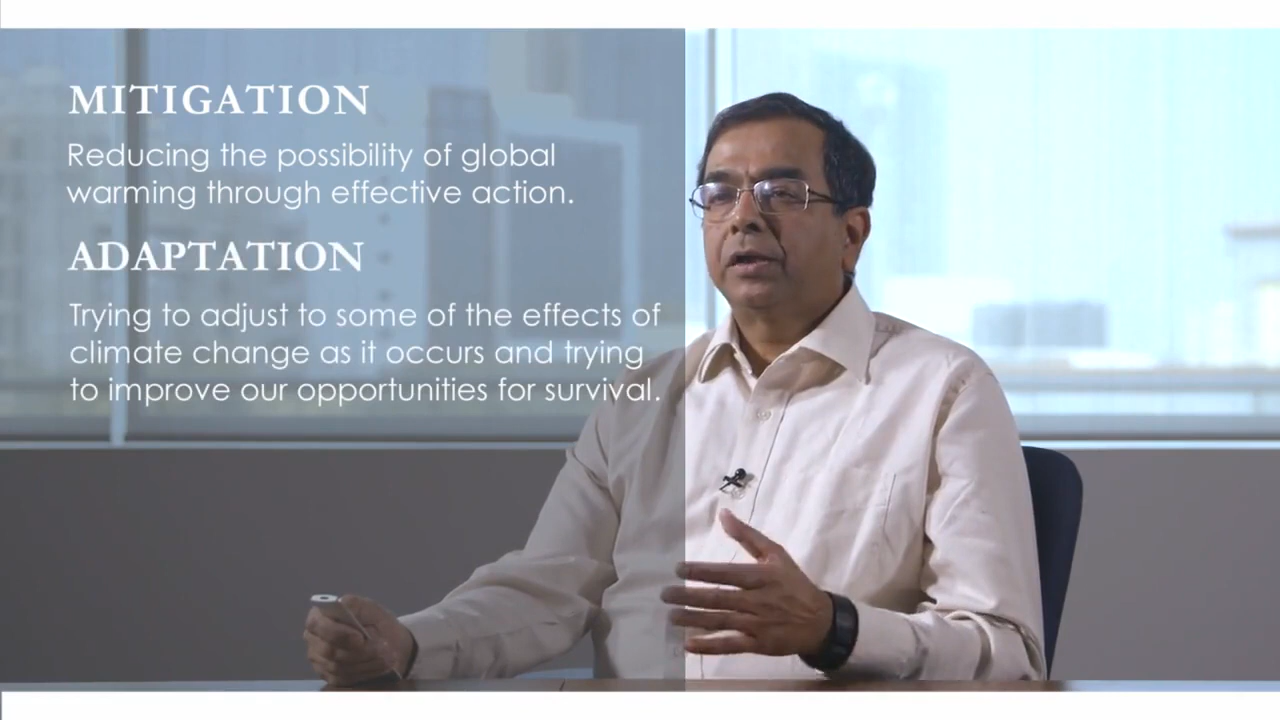 MITIGATION
Reducing the possibility of global
warming through effective action.
ADAPTATION
Trying to adjust to some of the effects of
climate change as it occurs and trying
to improve our opportunities for survival.